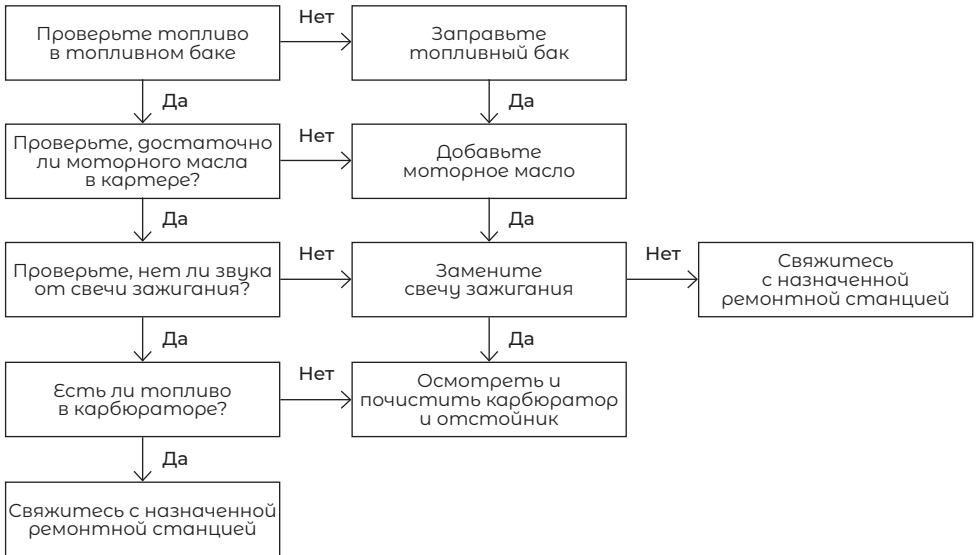 Проверьте топливо
в топливном баке
Нет
Заправьте
топливный бак
Да
Да
Проверьте, достаточно
ли моторного масла
в картере?
Нет
Добавьте
моторное масло
Да
Да
Проверьте, нет ли звука
от свечи зажигания?
Нет
Замените
свечу зажигания
Нет
Свяжитесь
с назначенной
ремонтной станцией
Да
Да
Есть ли топливо
в карбюраторе?
Нет
Осмотреть и
почистить карбюратор
и отстойник
Да
Свяжитесь с назначенной
ремонтной станцией